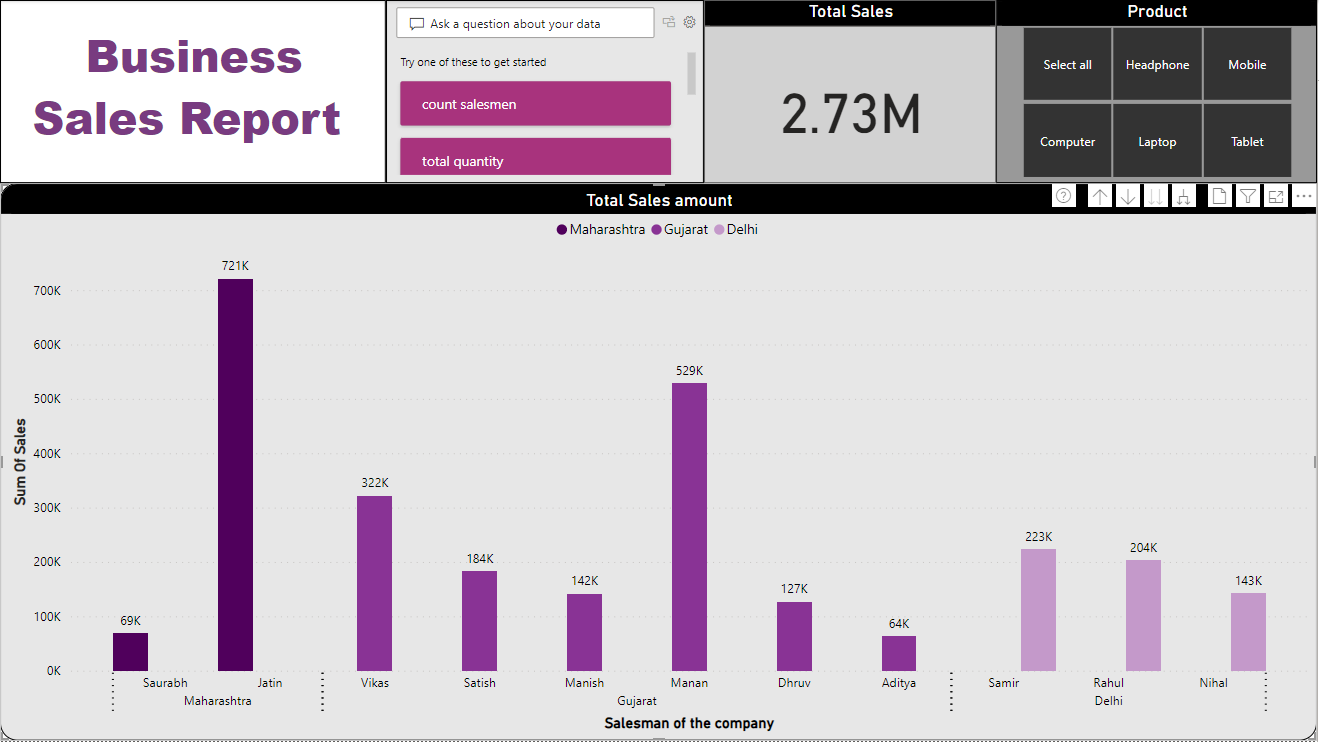 Business
Sales Report
Ask a question about your data
Try one of these to get started
count salesmen
total quantity
Total Sales
2.73M
Product
Select all
Headphone
Mobile
Computer
Laptop
Tablet
Total Sales amount
Maharashtra Gujarat Delhi
721K
700K
600K
529K
500K
400K
322K
300K
223K
204K
200K
184K
142K
143K
127K
100K
69K
64K
0K
Sum Of Sales
Saurabh Jatin Vikas Satish Manish Manan Dhruv Aditya Samir Rahul Nihal
Maharashtra Gujarat Delhi
Salesman of the company